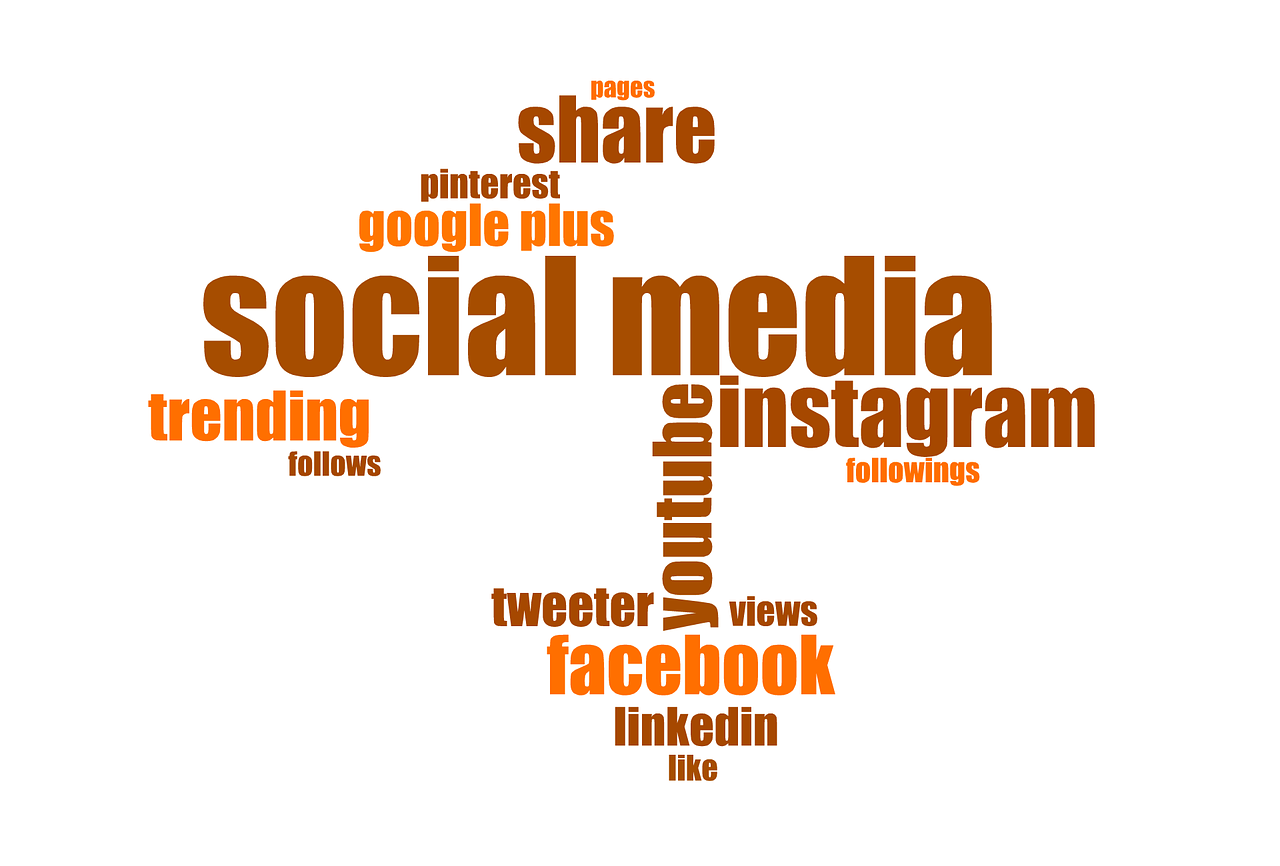 pages
share
pinterest
google plus
social media
trending
instagram
follows
followings
youtube
tweeter
views
facebook
linkedin
like